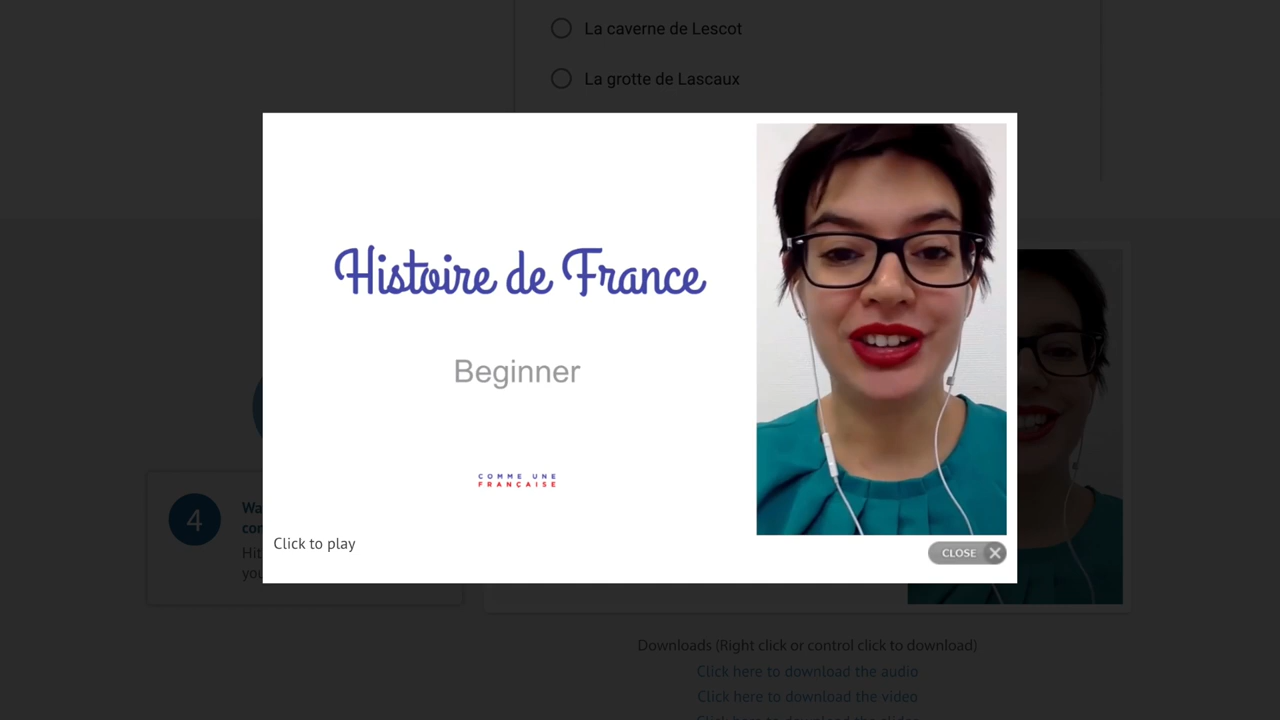 La caverne de Lescot
La grotte de Lascaux
Histoire de France
Beginner
COMME UNE
FRANÇAISE
Click to play
CLOSE
4
Downloads (Right click or control click to download)
Click here to download the audio
Click here to download the video